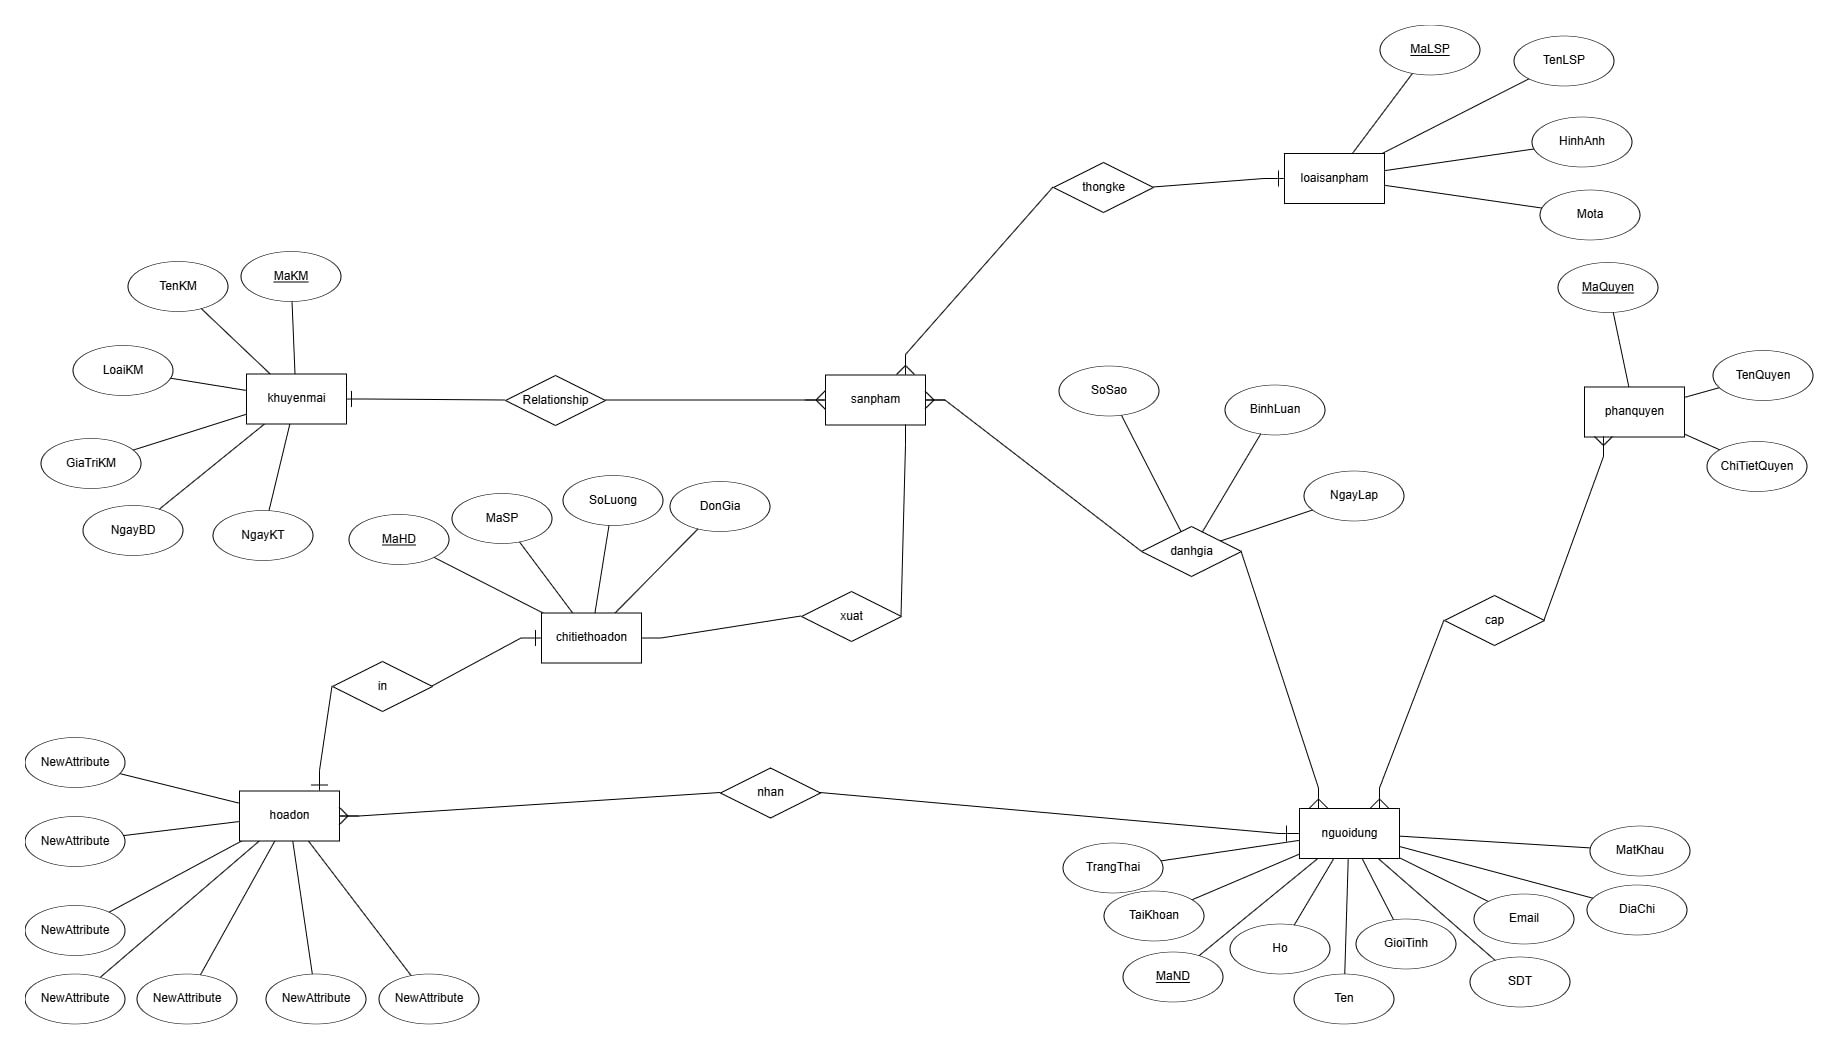 MaLSP
TenLSP
HinhAnh
thongke
loaisanpham
Mota
MaKM
TenKM
MaQuyen
LoaiKM
khuyenmai
Relationship
sanpham
SoSao
BinhLuan
TenQuyen
phanquyen
GiaTriKM
ChiTietQuyen
NgayBD
NgayKT
MaHD
MaSP
SoLuong
DonGia
NgayLap
danhgia
chitiethoadon
xuat
cap
in
NewAttribute
hoadon
nhan
nguoidung
NewAttribute
TrangThai
MatKhau
NewAttribute
TaiKhoan
Email
DiaChi
Ho
GioiTinh
MaND
SDT
Ten
NewAttribute
NewAttribute
NewAttribute
NewAttribute